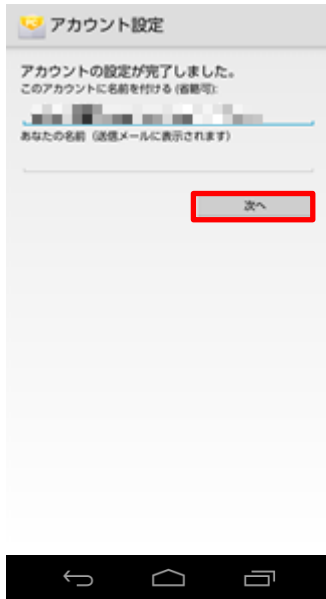 アカウント設定
アカウントの設定が完了しました。
このアカウントに名前を付ける (省略可):
あなたの名前（送信メールに表示されます）
次へ